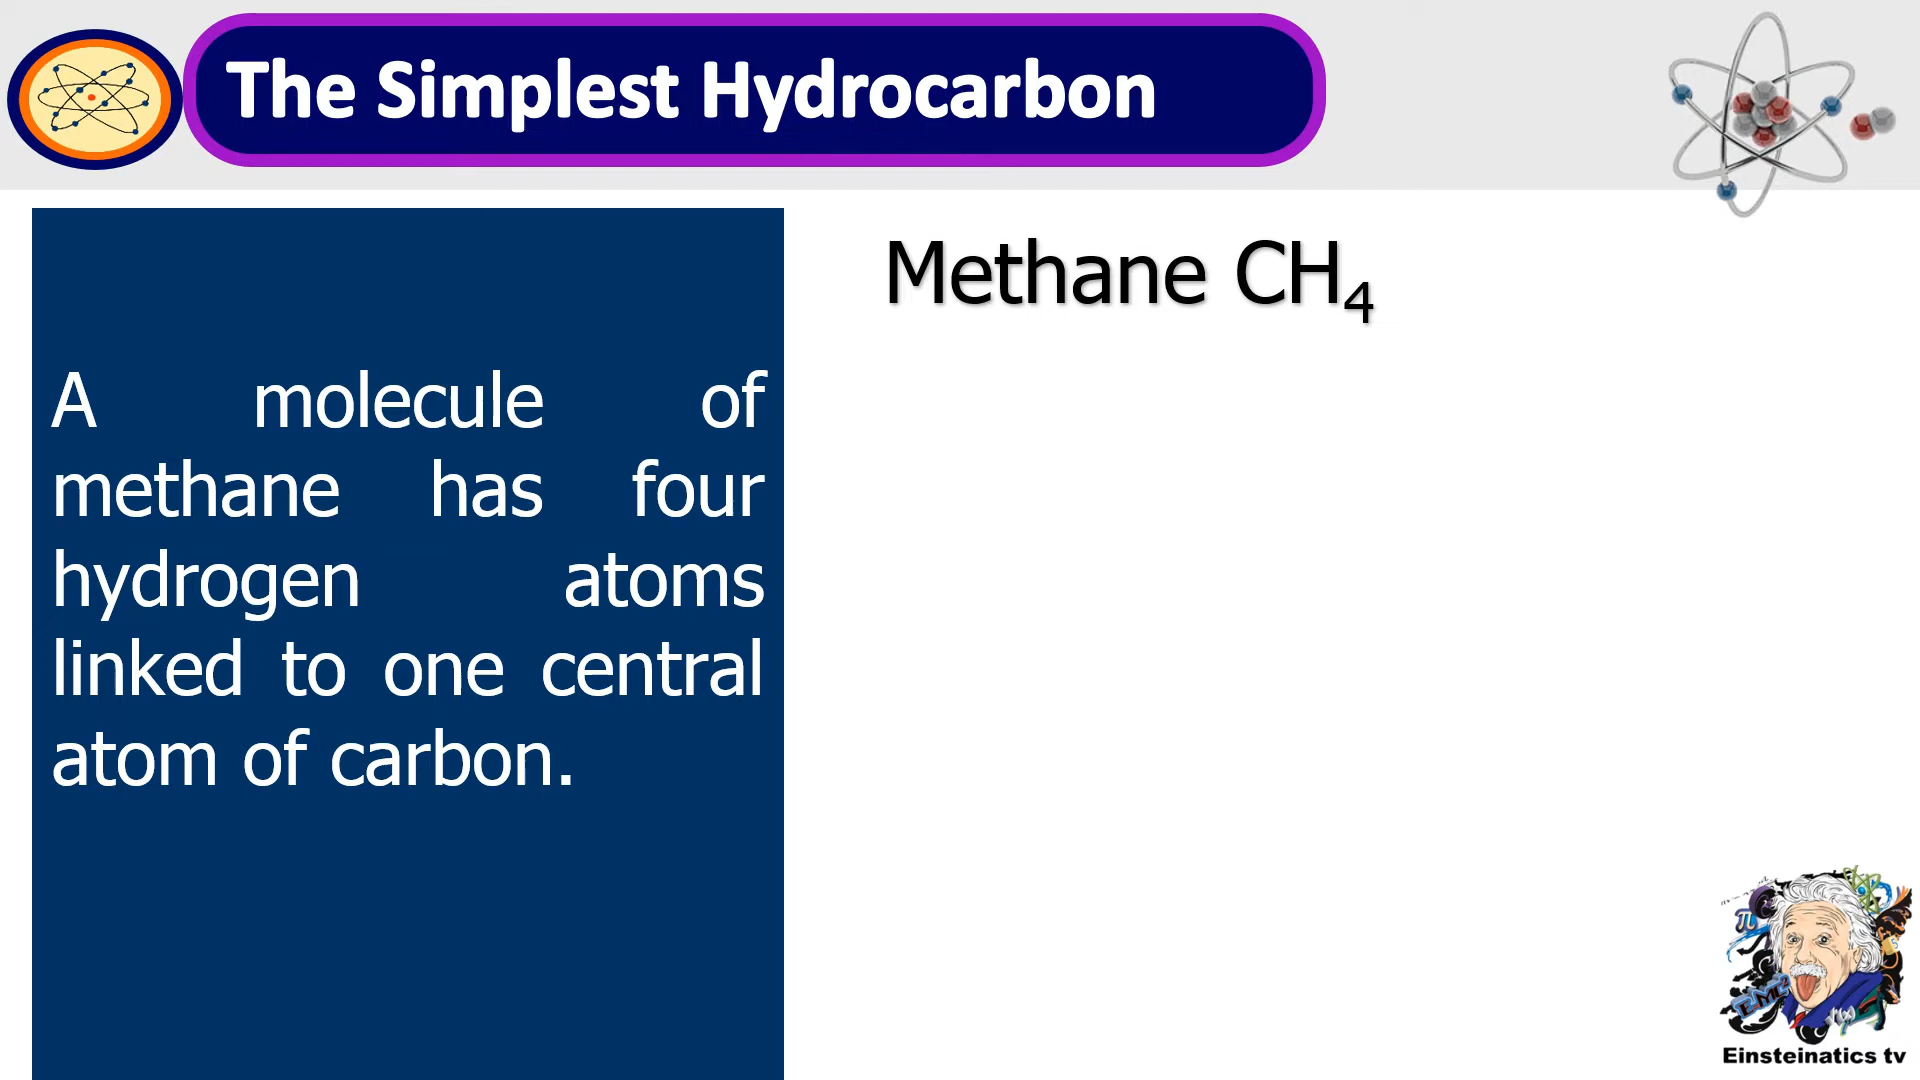 The Simplest Hydrocarbon
Methane CH₄
A molecule of
methane has four
hydrogen atoms
linked to one central
atom of carbon.
π
E=MC²
f(x)
Einsteinatics tv